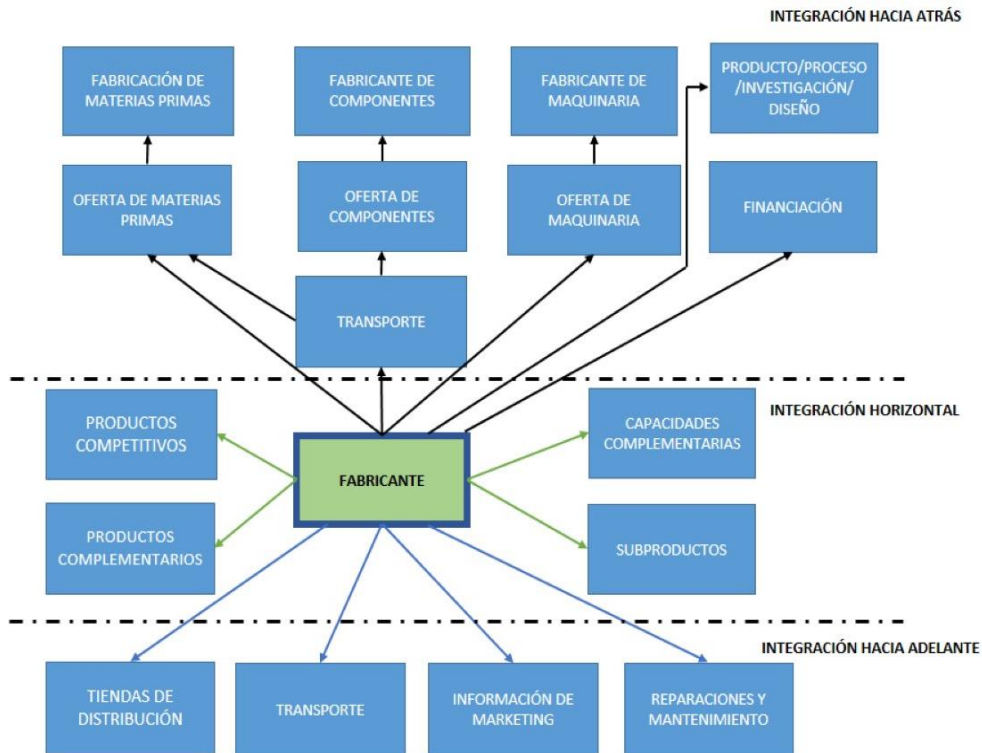 INTEGRACIÓN HACIA ATRÁS
FABRICACIÓN DE
MATERIAS PRIMAS
FABRICANTE DE
COMPONENTES
FABRICANTE DE
MAQUINARIA
PRODUCTO/PROCESO
/INVESTIGACIÓN/
DISEÑO
OFERTA DE MATERIAS
PRIMAS
OFERTA DE
COMPONENTES
OFERTA DE
MAQUINARIA
FINANCIACIÓN
TRANSPORTE
INTEGRACIÓN HORIZONTAL
PRODUCTOS
COMPETITIVOS
CAPACIDADES
COMPLEMENTARIAS
FABRICANTE
PRODUCTOS
COMPLEMENTARIOS
SUBPRODUCTOS
INTEGRACIÓN HACIA ADELANTE
TIENDAS DE
DISTRIBUCIÓN
TRANSPORTE
INFORMACIÓN DE
MARKETING
REPARACIONES Y
MANTENIMIENTO